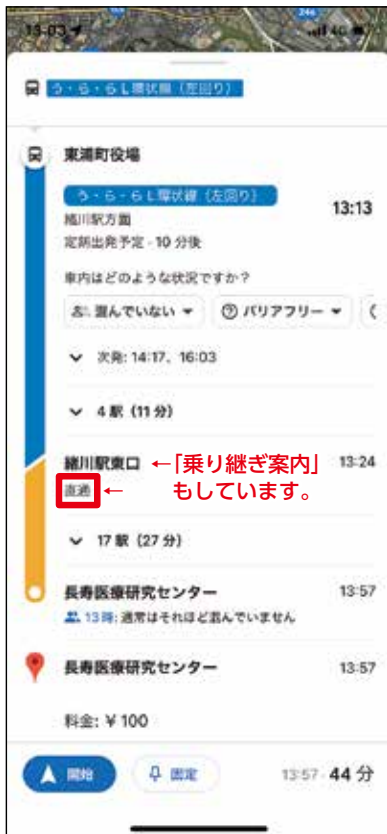 13:03
246
4G
う・ら・らL環状線（左回り）
東浦町役場
う・ら・らL環状線（左回り）
13:13
緒川駅方面
定刻出発予定 - 10 分後
車内はどのような状況ですか？
混んでいない
バリアフリー
次発: 14:17、16:03
4 駅（11 分）
緒川駅東口
←「乗り継ぎ案内」
13:24
直通
←
もしています。
17 駅（27 分）
長寿医療研究センター
13:57
13 時: 通常はそれほど混んでいません
長寿医療研究センター
13:57
料金: ¥ 100
開始
固定
13:57 · 44 分